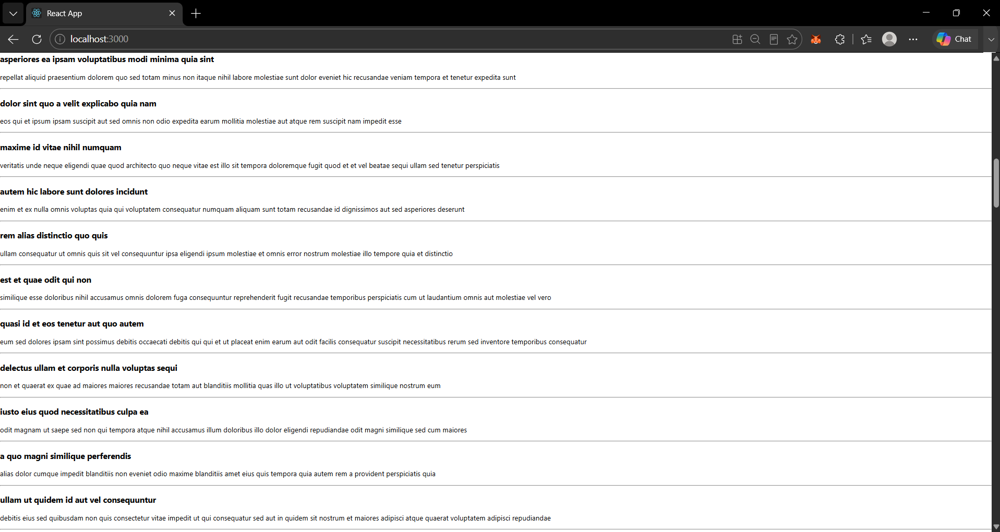 React App
localhost:3000
Chat
asperiores ea ipsam voluptatibus modi minima quia sint
repellat aliquid praesentium dolorem quo sed totam minus non itaque nihil labore molestiae sunt dolor eveniet hic recusandae veniam tempora et tenetur expedita sunt
dolor sint quo a velit explicabo quia nam
eos qui et ipsum ipsam suscipit aut sed omnis non odio expedita earum mollitia molestiae aut atque rem suscipit nam impedit esse
maxime id vitae nihil numquam
veritatis unde neque eligendi quae quod architecto quo neque vitae est illo sit tempora doloremque fugit quod et et vel beatae sequi ullam sed tenetur perspiciatis
autem hic labore sunt dolores incidunt
enim et ex nulla omnis voluptas quia qui voluptatem consequatur numquam aliquam sunt totam recusandae id dignissimos aut sed asperiores deserunt
rem alias distinctio quo quis
ullam consequatur ut omnis quis sit vel consequuntur ipsa eligendi ipsum molestiae et omnis error nostrum molestiae illo tempore quia et distinctio
est et quae odit qui non
similique esse doloribus nihil accusamus omnis dolorem fuga consequuntur reprehenderit fugit recusandae temporibus perspiciatis cum ut laudantium omnis aut molestiae vel vero
quasi id et eos tenetur aut quo autem
eum sed dolores ipsam sint possimus debitis occaecati debitis qui qui et ut placeat enim earum aut odit facilis consequatur suscipit necessitatibus rerum sed inventore temporibus consequatur
delectus ullam et corporis nulla voluptas sequi
non et quaerat ex quae ad maiores maiores recusandae totam aut blanditiis mollitia quas illo ut voluptatibus voluptatem similique nostrum eum
iusto eius quod necessitatibus culpa ea
odit magnam ut saepe sed non qui tempora atque nihil accusamus illum doloribus illo dolor eligendi repudiandae odit magni similique sed cum maiores
a quo magni similique perferendis
alias dolor cumque impedit blanditiis non eveniet odio maxime blanditiis amet eius quis tempora quia autem rem a provident perspiciatis quia
ullam ut quidem id aut vel consequuntur
debitis eius sed quibusdam non quis consectetur vitae impedit ut qui consequatur sed aut in quidem sit nostrum et maiores adipisci atque quaerat voluptatem adipisci repudiandae